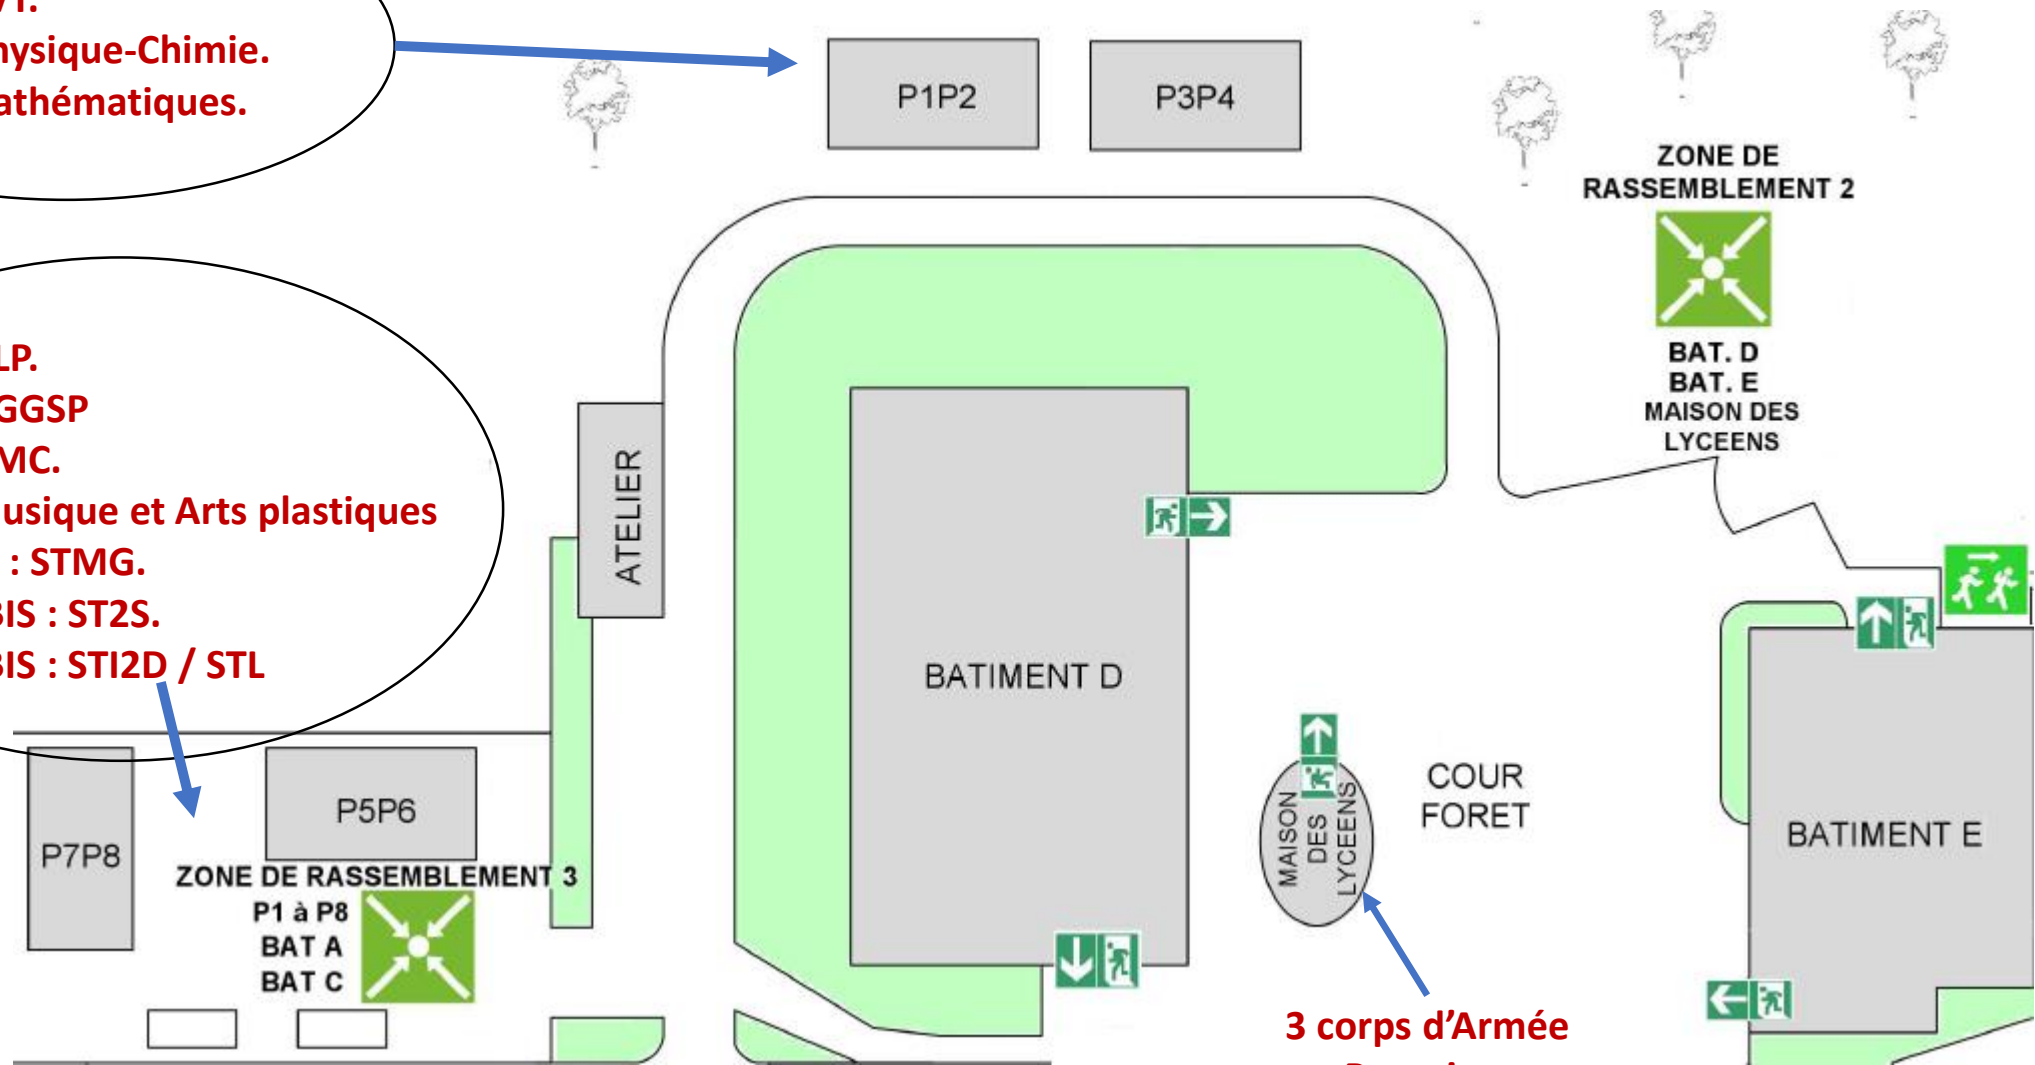 hysique-Chimie.
athématiques.
P1P2
P3P4
ZONE DE
RASSEMBLEMENT 2
BAT. D
BAT. E
MAISON DES
LYCEENS
LP.
GGSP
MC.
usique et Arts plastiques
: STMG.
BIS : ST2S.
BIS : STI2D / STL
ATELIER
BATIMENT D
P7P8
P5P6
ZONE DE RASSEMBLEMENT 3
P1 à P8
BAT A
BAT C
MAISON
DES
LYCEENS
COUR
FORET
BATIMENT E
3 corps d’Armée